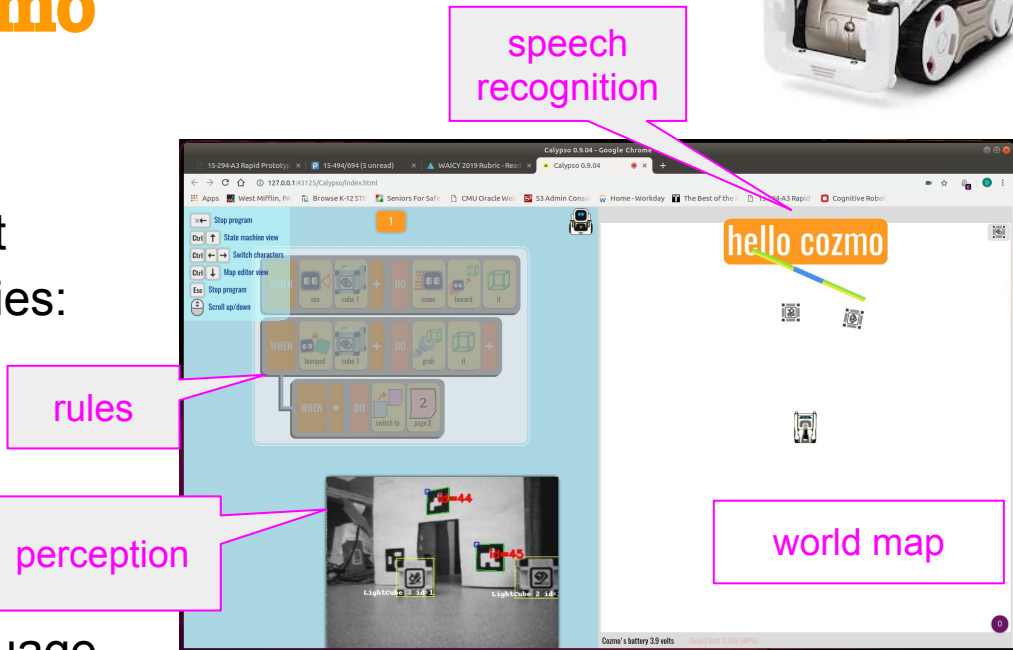 speech
recognition
Calypso 0.9.04 - Google Chrome
15-294-A3 Rapid Prototyp
15-494/694 (5 unread)
WAICY 2019 Rubric - Read
Calypso 0.9.04
127.0.0.1:43125/Calypso/index.html
Apps
West Mifflin, PA
Browse K-12 STE
Seniors For Safe
CMU Oracle Web
S3 Admin Conso
Home - Workday
The Best of the
15-294-A3 Rapid
Cognitive Robot
Stop program
Ctrl ↑ State machine view
Ctrl ← → Switch characters
Ctrl ↓ Map editor view
Esc Stop program
Scroll up/down
1
hello cozmo
WHEN + DO
see cube 1 move toward it
WHEN + DO +
bumped cube 1 grab it
WHEN + DO 2
switch to page 2
t
ies:
rules
perception
id=44
id=45
LightCube 3 id=1
LightCube 2 id=
world map
0
Cozmo's battery 3.9 volts